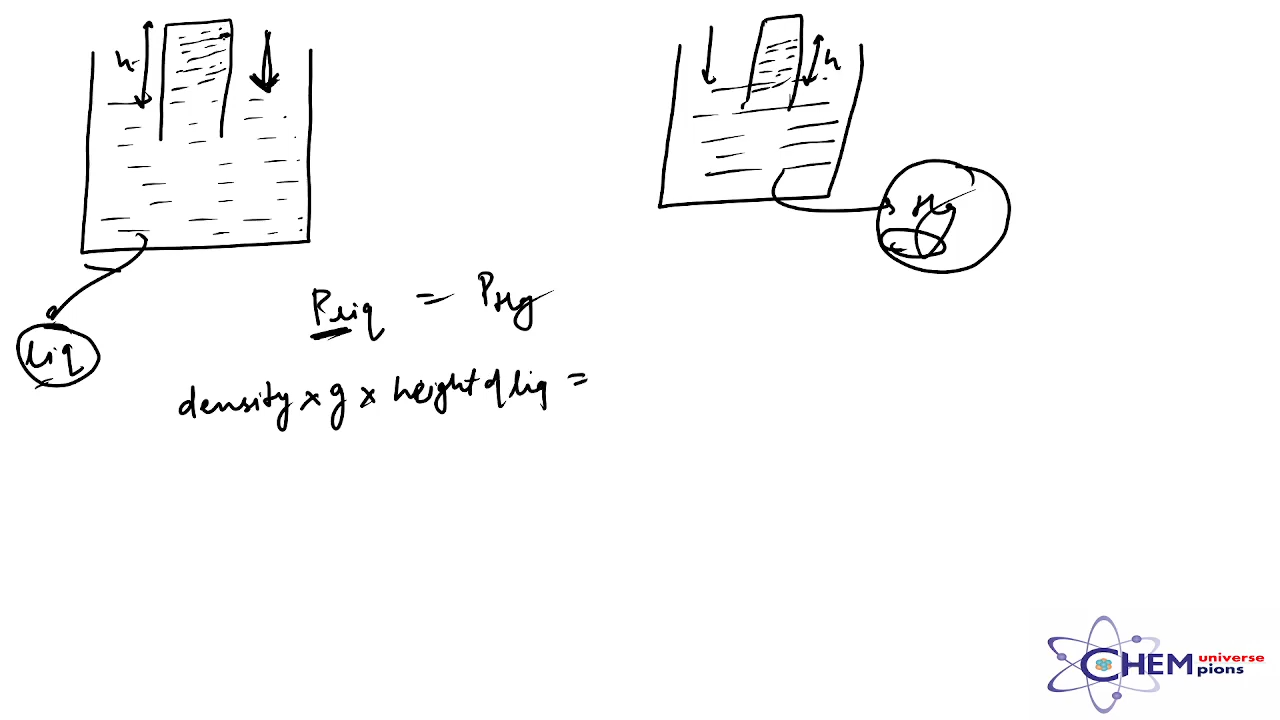 h
h
Hg
liq
Pliq = PHg
density x g x height of liq =
CHEM universe
pions